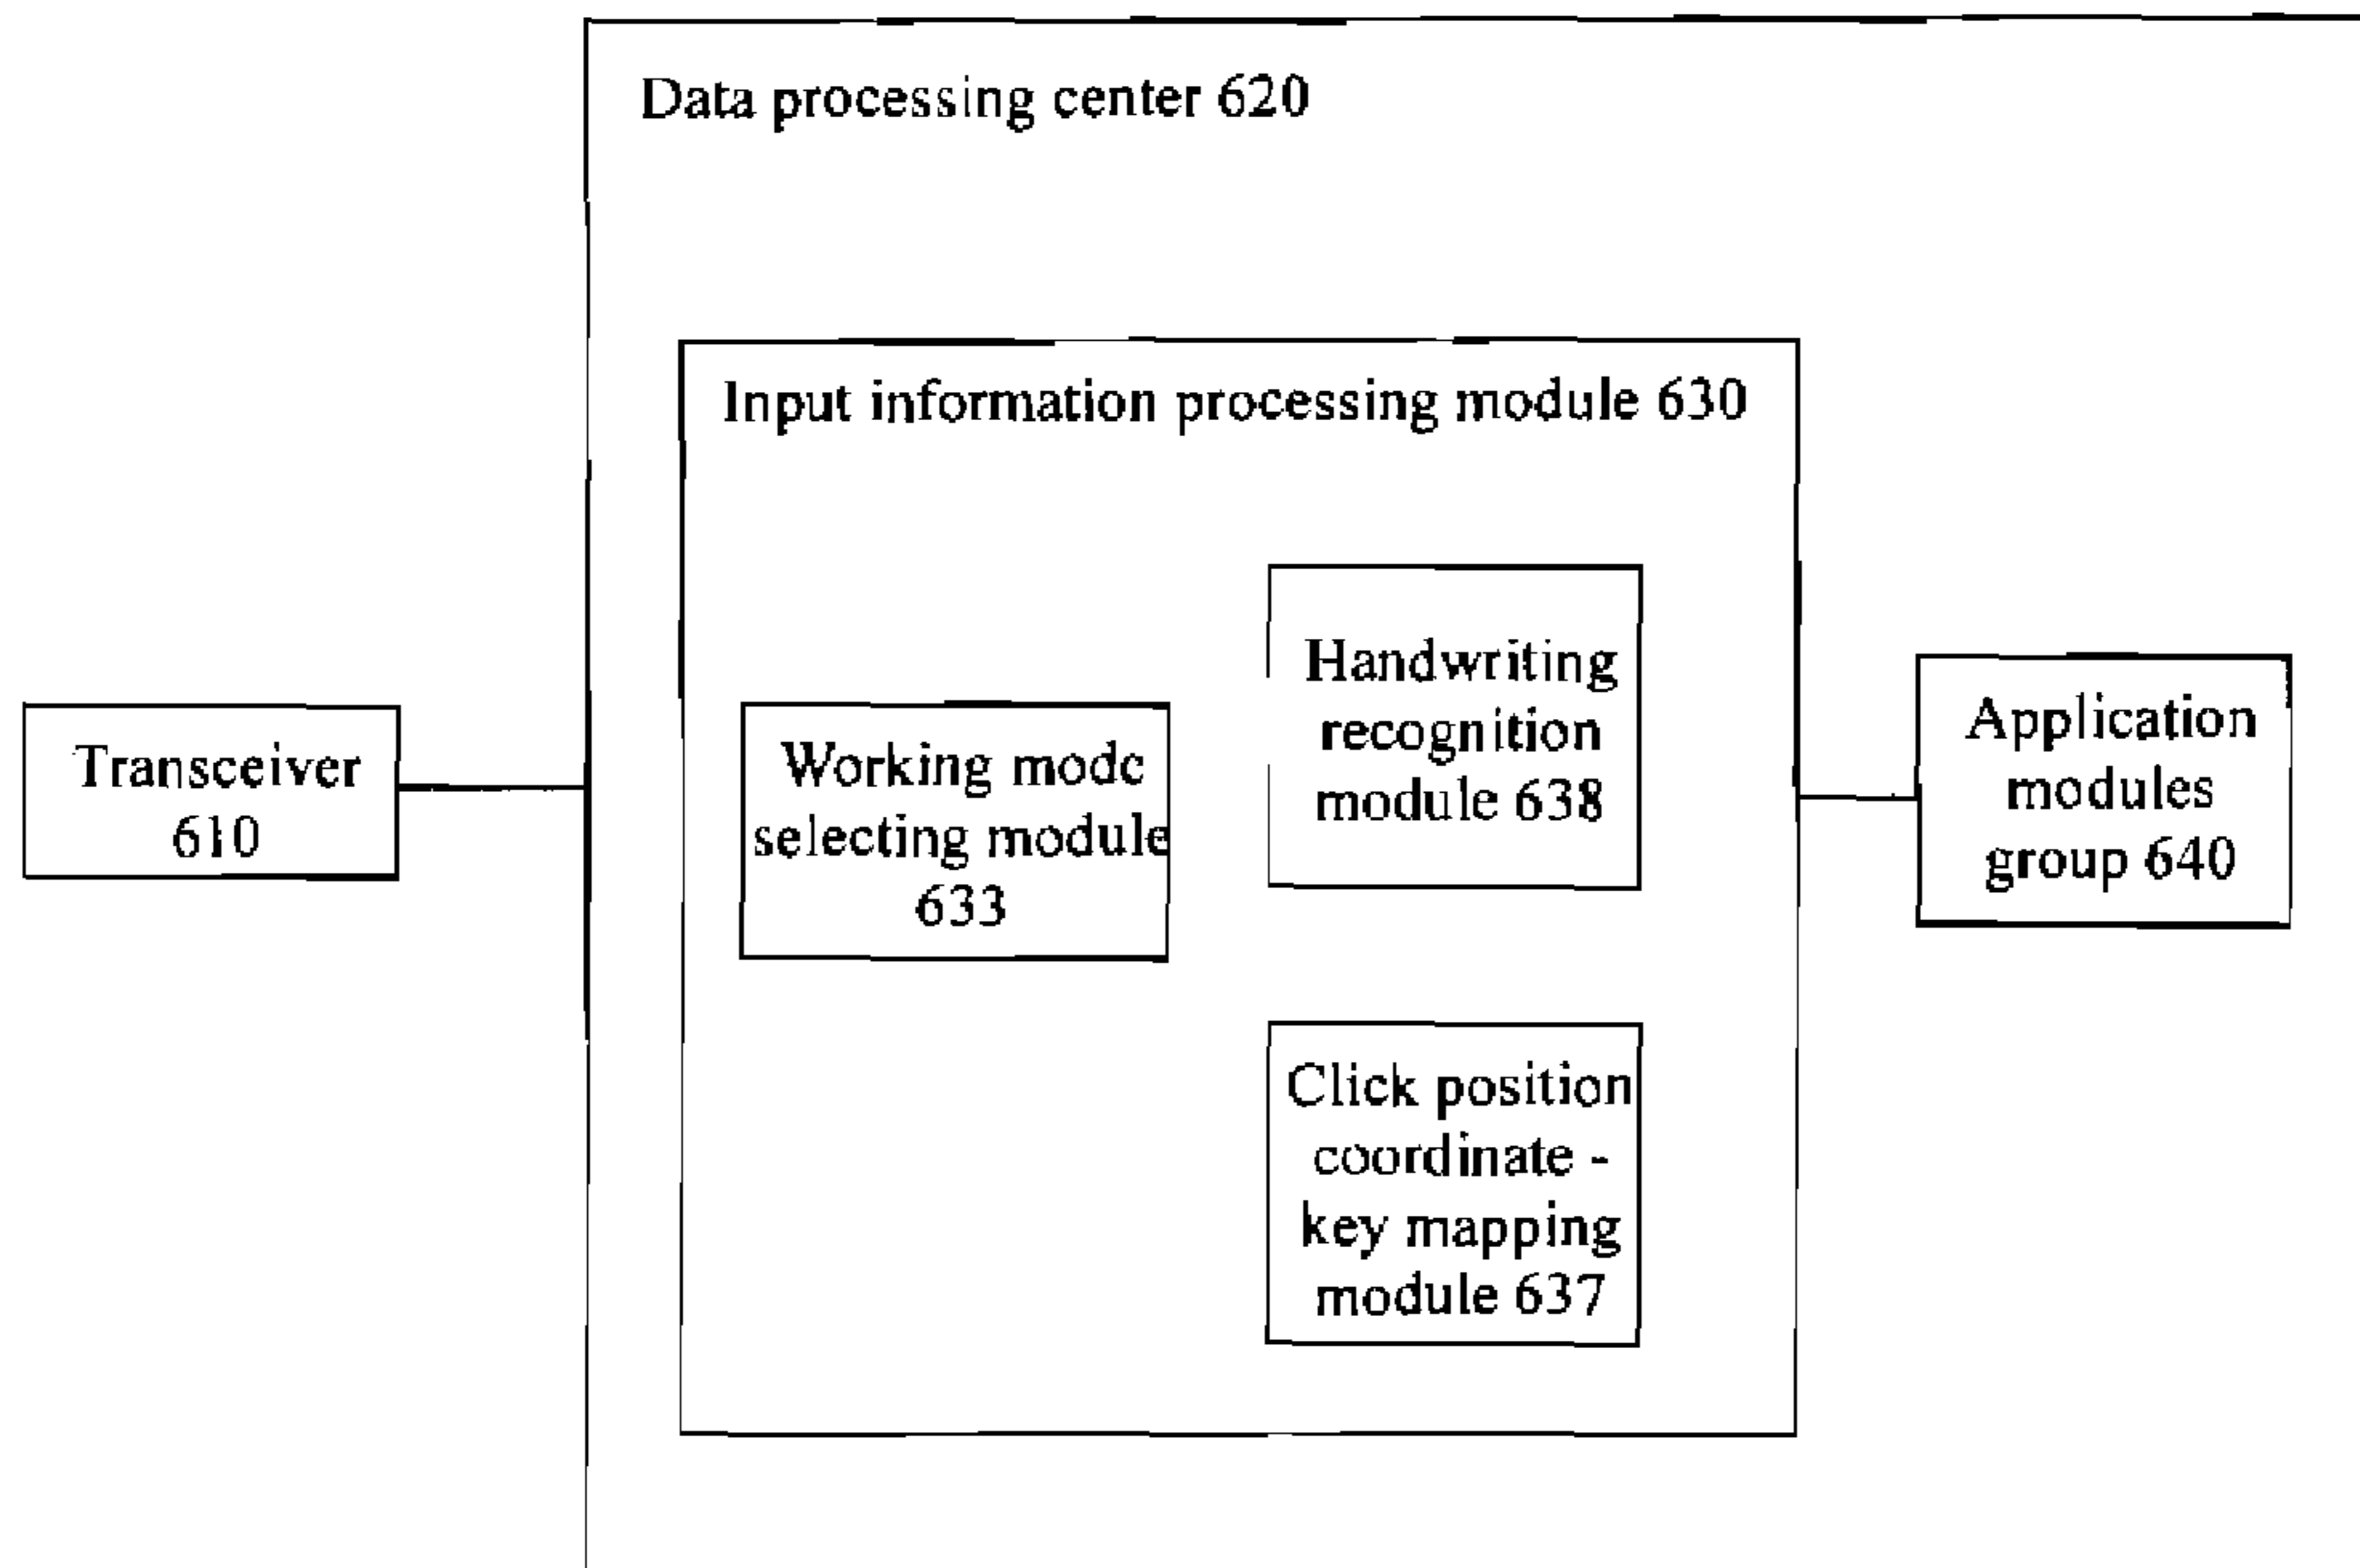 Data processing center 620
Input information processing module 630
Transceiver
610
Working mode
selecting module
633
Handwriting
recognition
module 638
Click position
coordinate -
key mapping
module 637
Application
modules
group 640